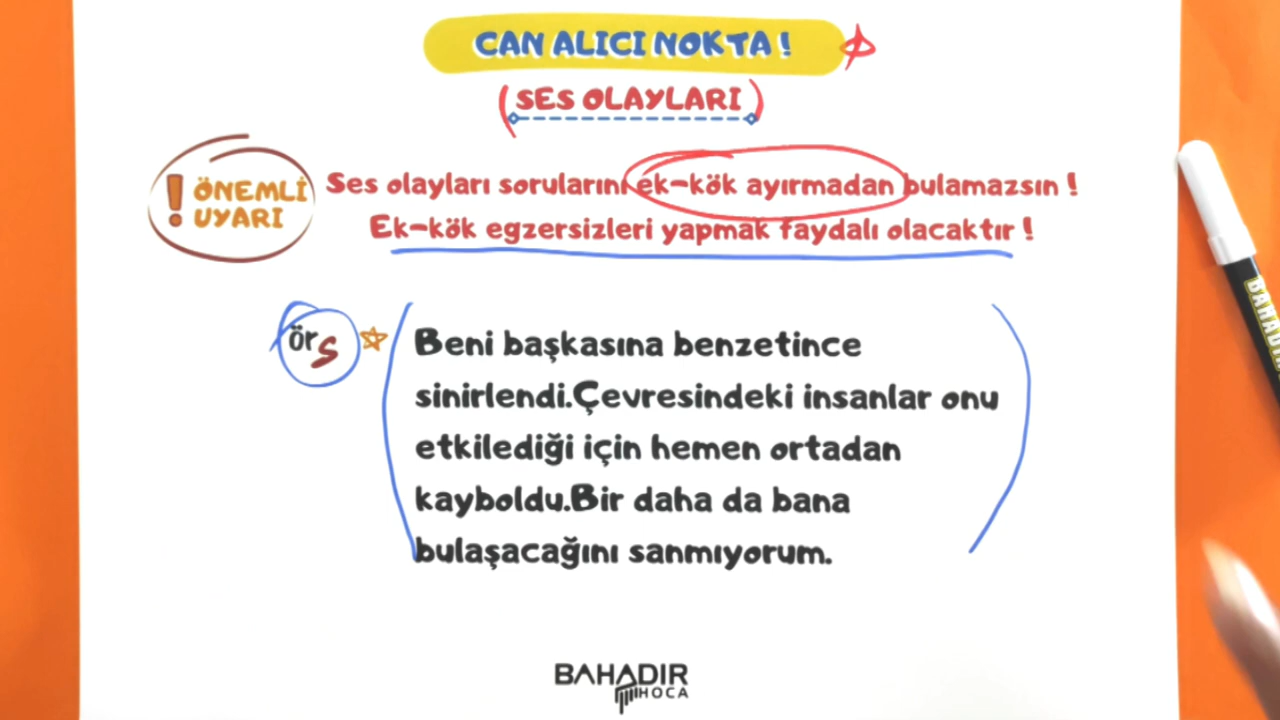 CAN ALICI NOKTA !
(SES OLAYLARI)
! ÖNEMLİ UYARI
Ses olayları sorularını ek-kök ayırmadan bulamazsın !
Ek-kök egzersizleri yapmak faydalı olacaktır !
örs
Beni başkasına benzetince
sinirlendi.Çevresindeki insanlar onu
etkilediği için hemen ortadan
kayboldu.Bir daha da bana
bulaşacağını sanmıyorum.
BAHADIR
HOCA